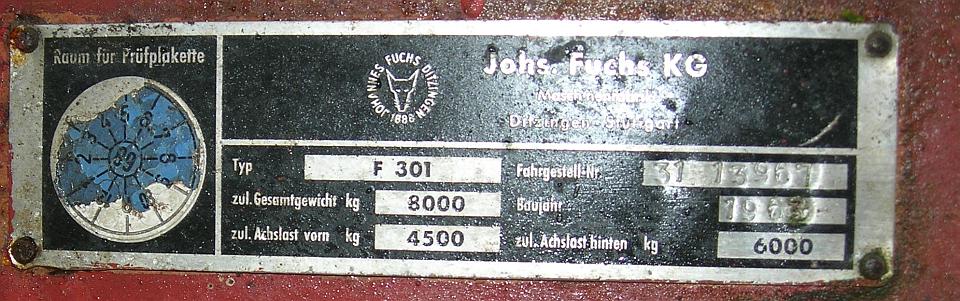 Raum für Prüfplakette
JOHANNES FUCHS DITZINGEN
1888
Johs. Fuchs KG
Ditzingen-Stuttgart
Typ F 301
Fahrgestell-Nr. 31
zul. Gesamtgewicht kg 8000
Baujahr
zul. Achslast vorn kg 4500
zul. Achslast hinten kg 6000